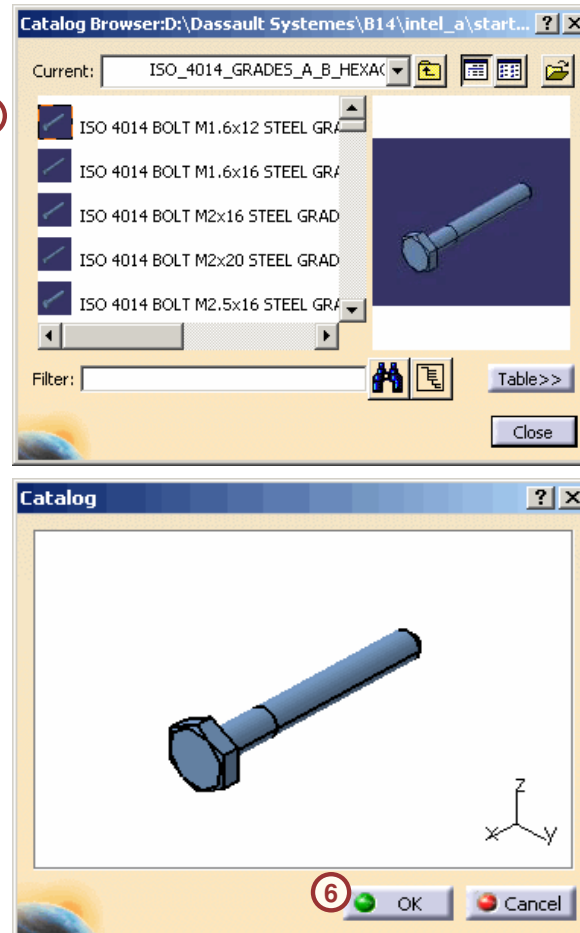 Catalog Browser:D:\Dassault Systemes\B14\intel_a\start...
Current: ISO_4014_GRADES_A_B_HEXA
ISO 4014 BOLT M1.6x12 STEEL GRA
ISO 4014 BOLT M1.6x16 STEEL GRA
ISO 4014 BOLT M2x16 STEEL GRAD
ISO 4014 BOLT M2x20 STEEL GRAD
ISO 4014 BOLT M2.5x16 STEEL GRA
Filter:
Table>>
Close
Catalog
z
x y
6 OK Cancel